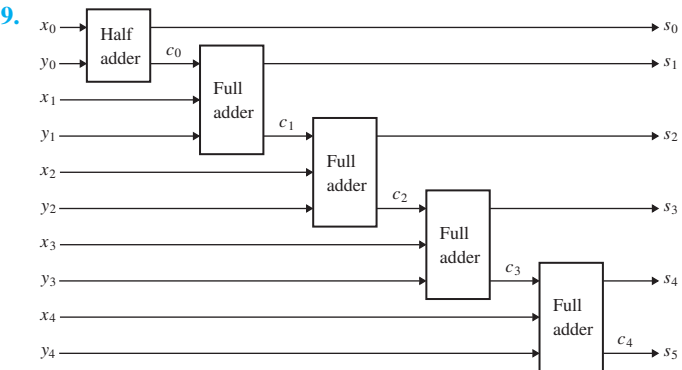 9.
x₀ Half adder s₀
y₀ c₀ s₁
x₁ Full adder
y₁ c₁ s₂
x₂ Full adder
y₂ c₂ s₃
x₃ Full adder
y₃ c₃ s₄
x₄ Full adder
y₄ c₄ s₅